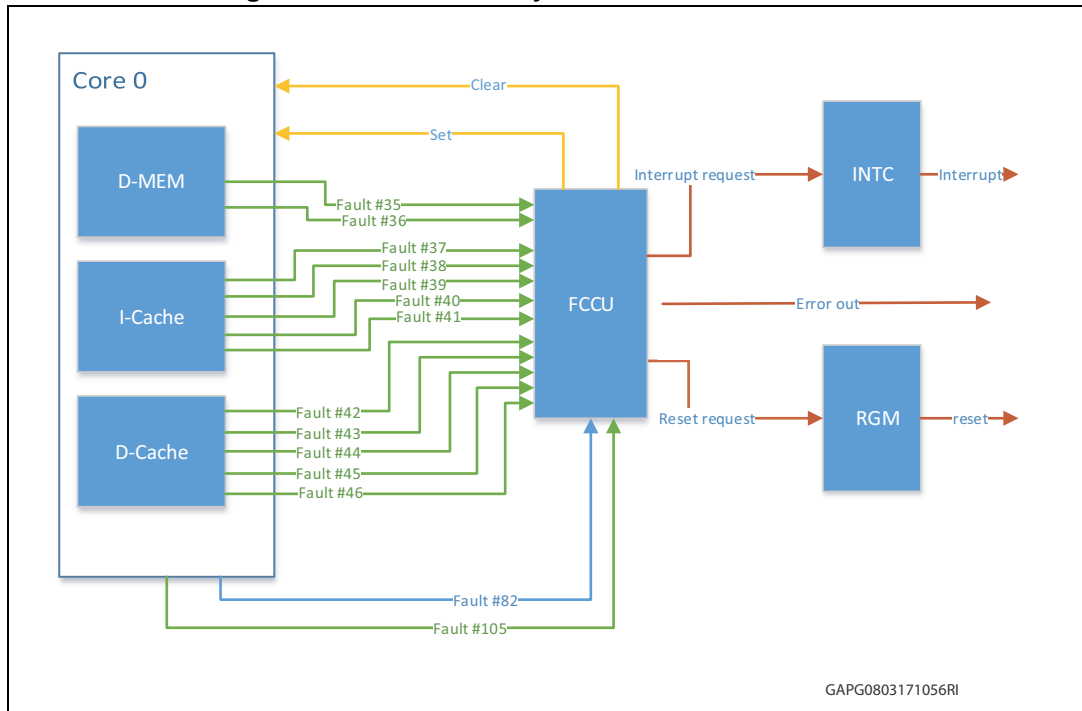 Core 0
Clear
Set
D-MEM
Fault #35
Fault #36
Interrupt request
INTC
Interrupt
I-Cache
Fault #37
Fault #38
Fault #39
Fault #40
Fault #41
FCCU
Error out
D-Cache
Fault #42
Fault #43
Fault #44
Fault #45
Fault #46
Reset request
RGM
reset
Fault #82
Fault #105
GAPG0803171056RI